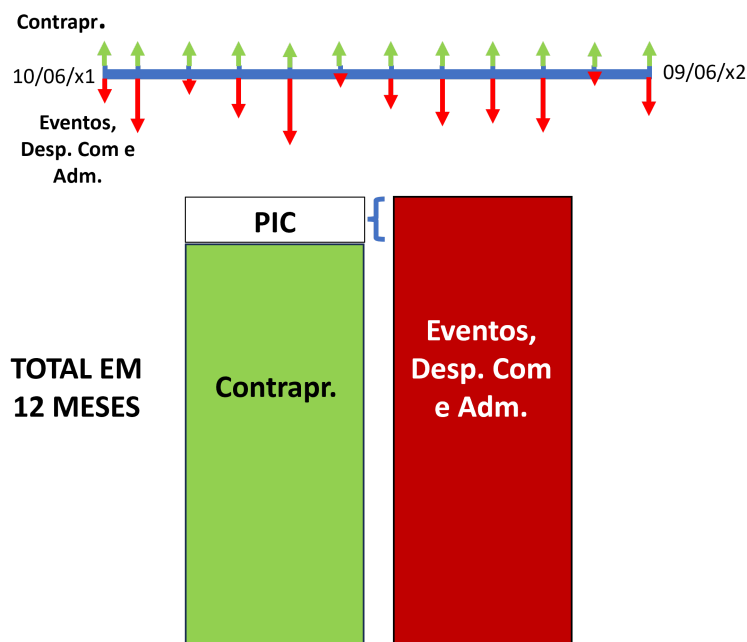 Contrapr.
10/06/x1
09/06/x2
Eventos,
Desp. Com e
Adm.
PIC
Eventos,
Desp. Com
e Adm.
TOTAL EM
12 MESES
Contrapr.